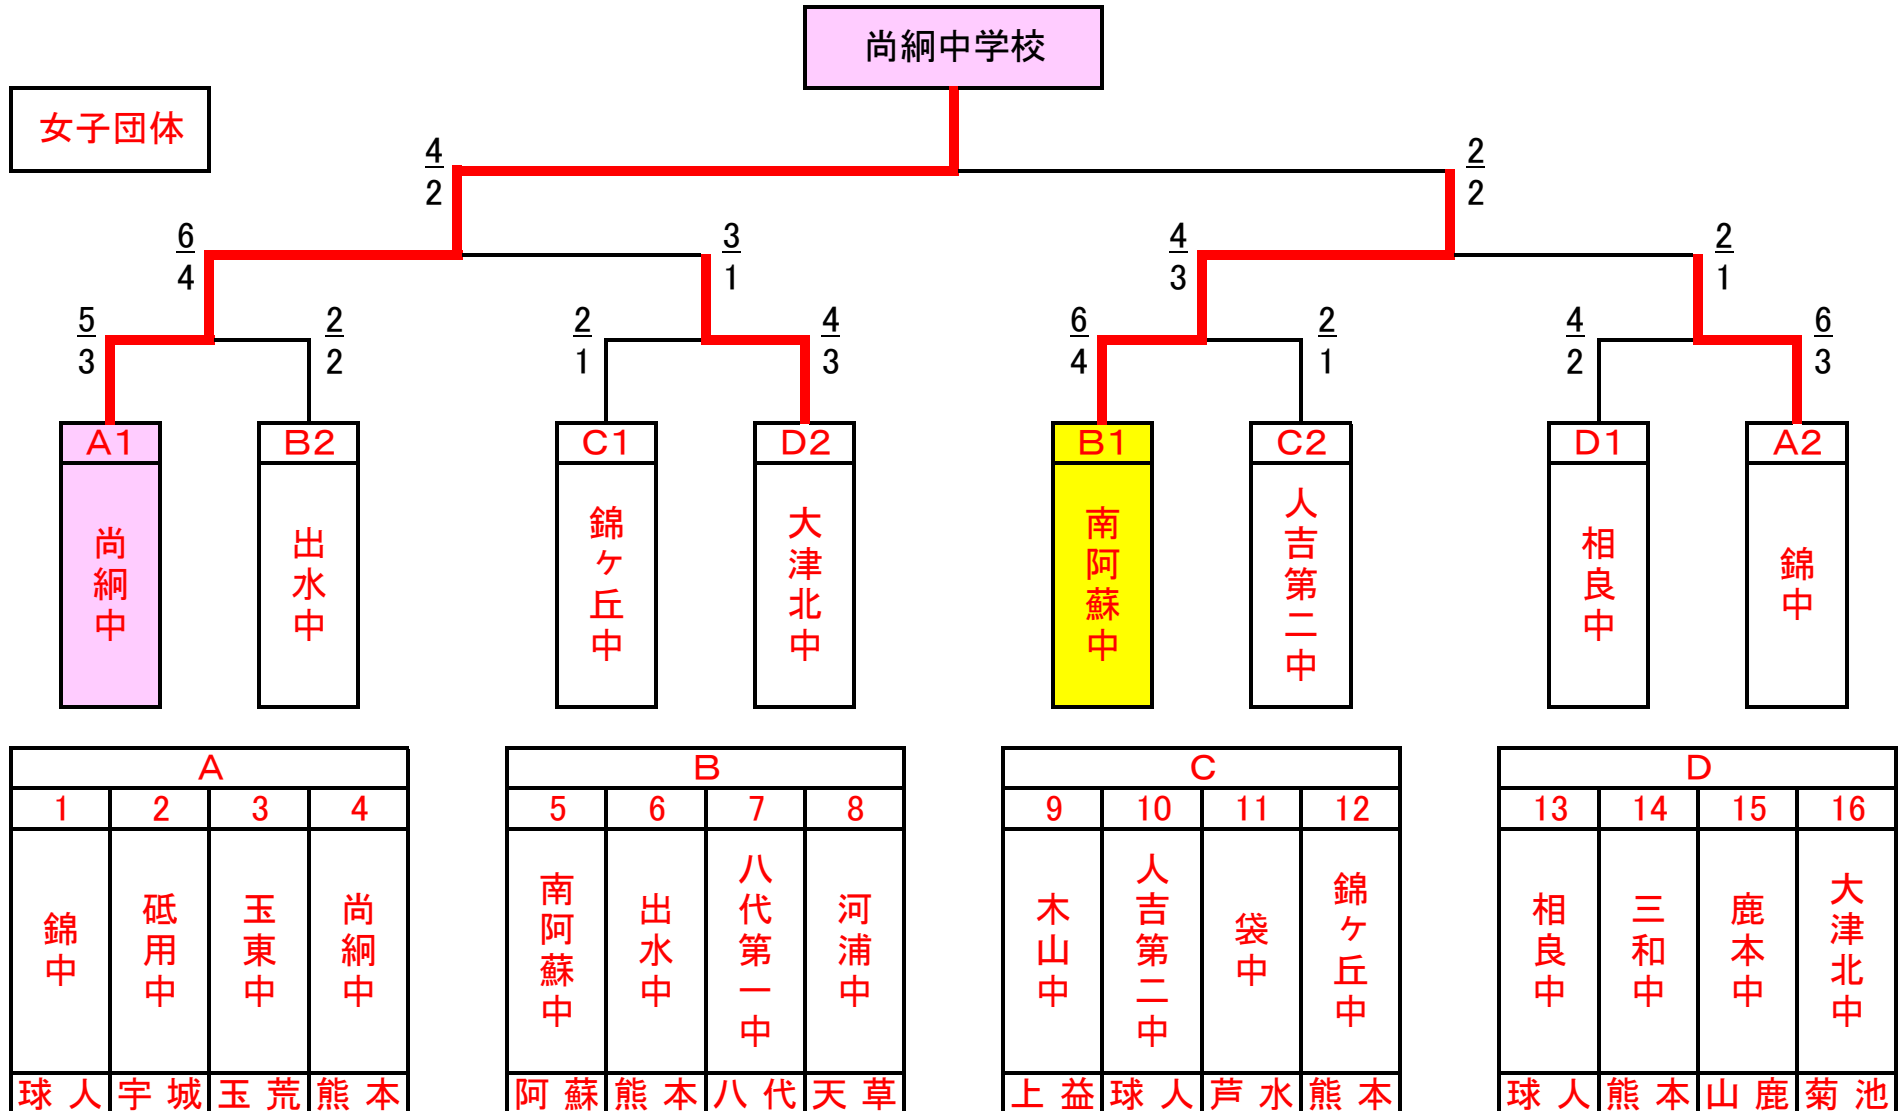 尚絅中学校
女子団体
4 2
2 2
6 3 4 2
4 1 3 1
5 2 2 4 6 2 4 6
3 2 1 3 4 1 2 3
A1 B2 C1 D2 B1 C2 D1 A2
尚絅中
出水中
錦ヶ丘中
大津北中
南阿蘇中
人吉第二中
相良中
錦中
A B C D
1 2 3 4 5 6 7 8 9 10 11 12 13 14 15 16
錦中
砥用中
玉東中
尚絅中
南阿蘇中
出水中
八代第一中
河浦中
木山中
人吉第二中
袋中
錦ヶ丘中
相良中
三和中
鹿本中
大津北中
球人 宇城 玉荒 熊本 阿蘇 熊本 八代 天草 上益 球人 芦水 熊本 球人 熊本 山鹿 菊池